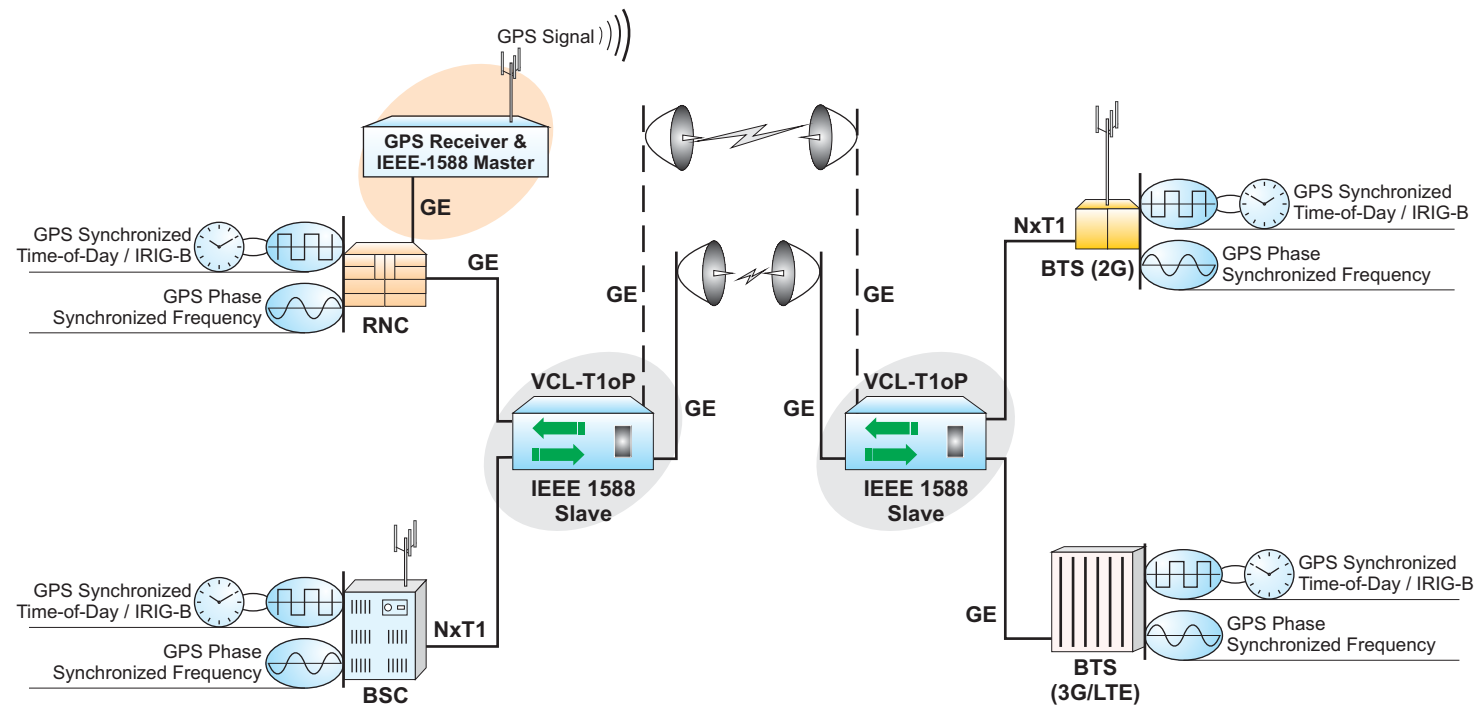 GPS Signal
GPS Receiver &
IEEE-1588 Master
GE
GPS Synchronized
Time-of-Day / IRIG-B
GPS Phase
Synchronized Frequency
RNC
GE
VCL-T1oP
IEEE 1588
Slave
GPS Synchronized
Time-of-Day / IRIG-B
GPS Phase
Synchronized Frequency
BSC
NxT1
GE
GE
GE
GE
VCL-T1oP
IEEE 1588
Slave
NxT1
BTS (2G)
GPS Synchronized
Time-of-Day / IRIG-B
GPS Phase
Synchronized Frequency
GE
BTS
(3G/LTE)
GPS Synchronized
Time-of-Day / IRIG-B
GPS Phase
Synchronized Frequency